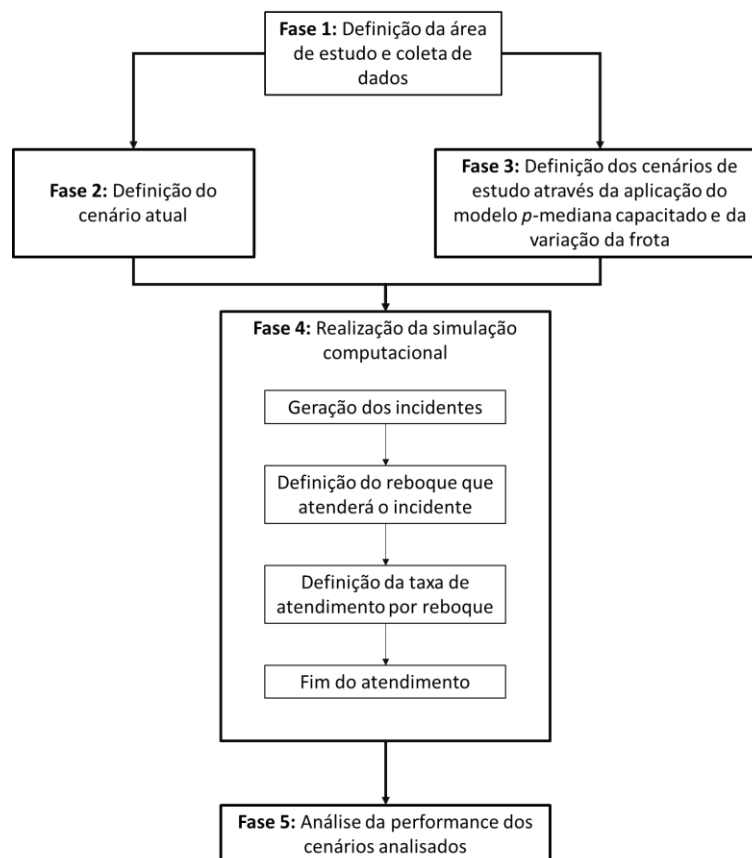 Fase 1: Definição da área
de estudo e coleta de
dados
Fase 2: Definição do
cenário atual
Fase 3: Definição dos cenários de
estudo através da aplicação do
modelo p-mediana capacitado e da
variação da frota
Fase 4: Realização da simulação
computacional
Geração dos incidentes
Definição do reboque que
atenderá o incidente
Definição da taxa de
atendimento por reboque
Fim do atendimento
Fase 5: Análise da performance dos
cenários analisados